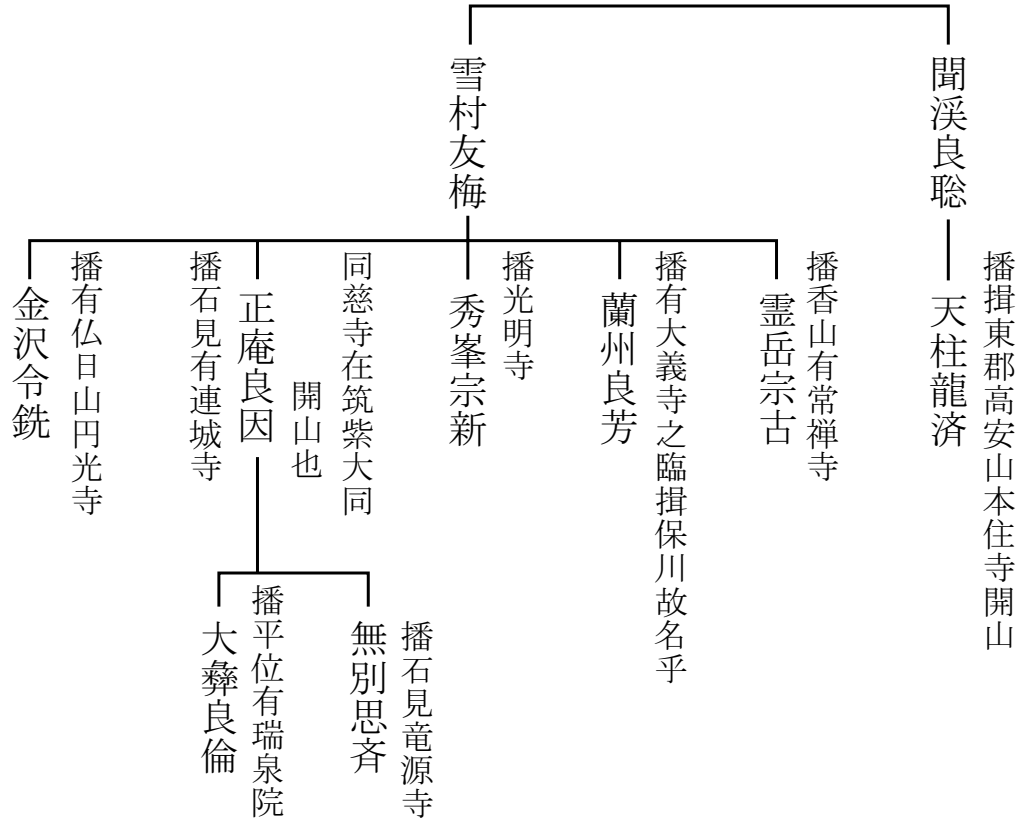 聞渓良聡
雪村友梅
播揖東郡高安山本住寺開山
天柱龍済
播香山有常禅寺
霊岳宗古
播有大義寺之臨揖保川故名乎
蘭州良芳
播光明寺
秀峯宗新
同慈寺在筑紫大同
開山也
正庵良因
播石見有連城寺
播有仏日山円光寺
金沢令銑
播石見竜源寺
無別思斉
播平位有瑞泉院
大彝良倫